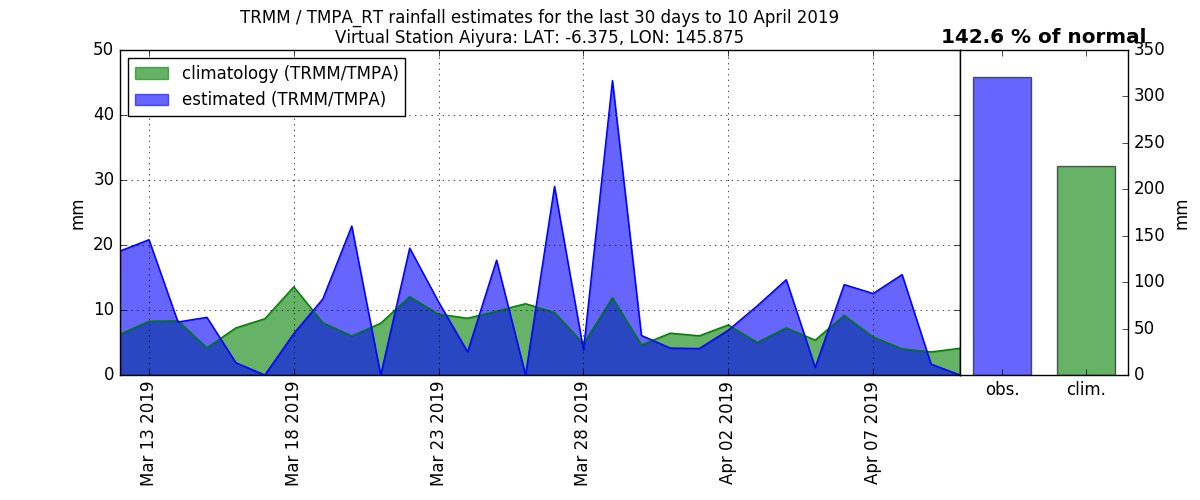 TRMM / TMPA_RT rainfall estimates for the last 30 days to 10 April 2019
Virtual Station Aiyura: LAT: -6.375, LON: 145.875
142.6 % of normal
climatology (TRMM/TMPA)
estimated (TRMM/TMPA)
50
40
30
20
10
0
mm
350
300
250
200
150
100
50
0
mm
obs.
clim.
Mar 13 2019
Mar 18 2019
Mar 23 2019
Mar 28 2019
Apr 02 2019
Apr 07 2019